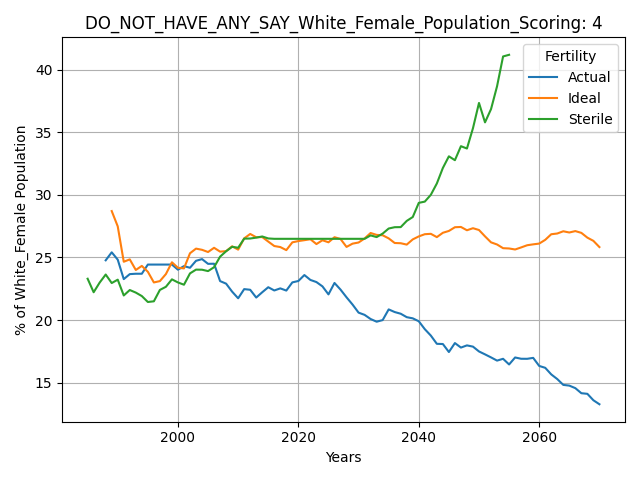 DO_NOT_HAVE_ANY_SAY_White_Female_Population_Scoring: 4
% of White_Female Population
40
35
30
25
20
15
Fertility
Actual
Ideal
Sterile
2000
2020
2040
2060
Years